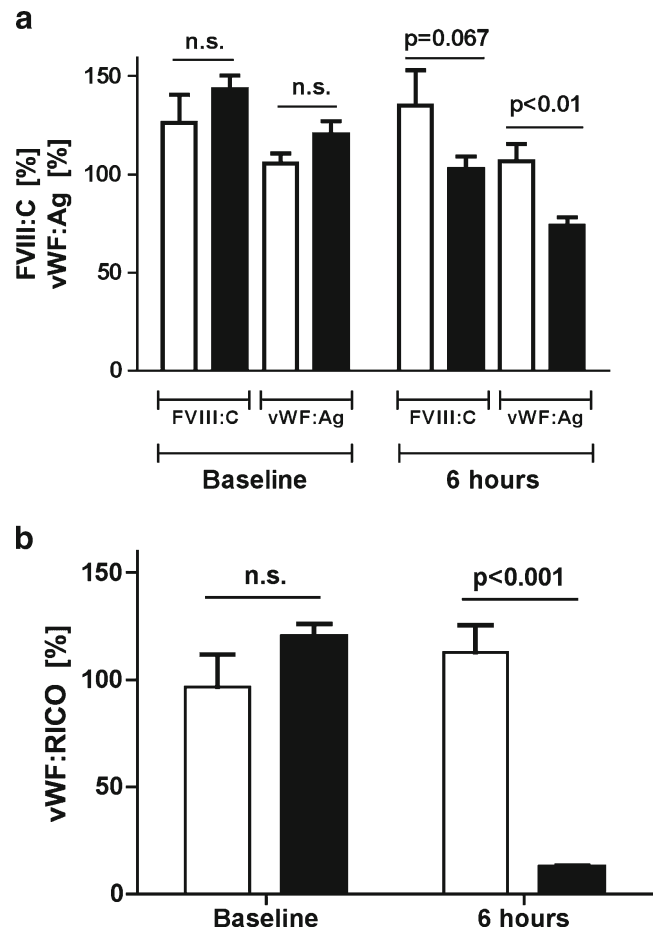 a
n.s.
n.s.
p=0.067
p<0.01
FVIII:C [%]
vWF:Ag [%]
150
100
50
0
FVIII:C vWF:Ag FVIII:C vWF:Ag
Baseline 6 hours
b
n.s.
p<0.001
vWF:RICO [%]
150
100
50
0
Baseline 6 hours